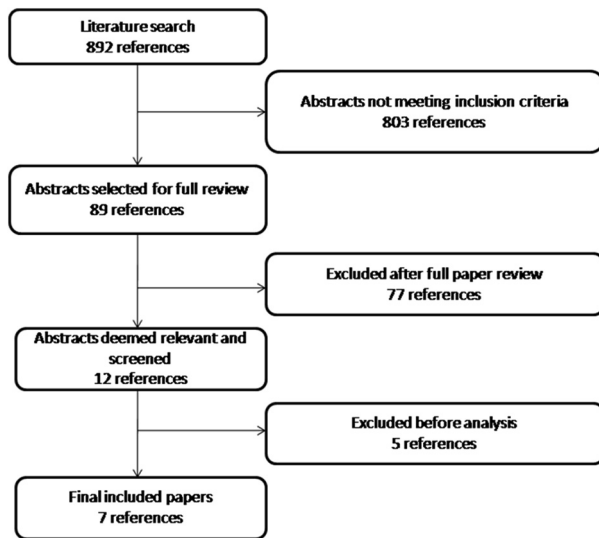 Literature search
892 references
Abstracts not meeting inclusion criteria
803 references
Abstracts selected for full review
89 references
Excluded after full paper review
77 references
Abstracts deemed relevant and
screened
12 references
Excluded before analysis
5 references
Final included papers
7 references